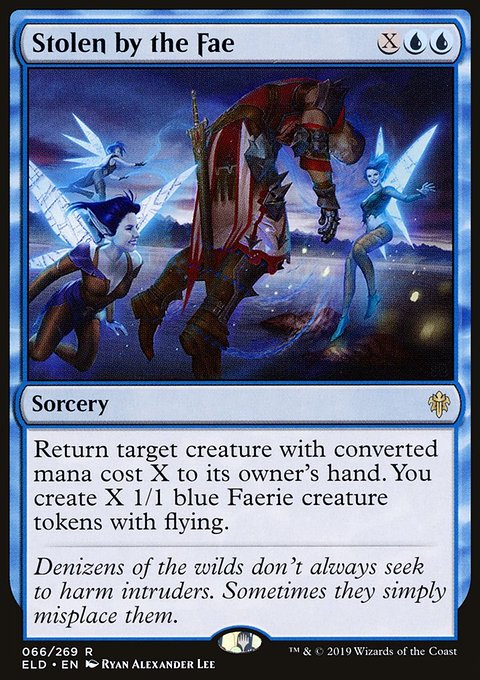 Stolen by the Fae X
Sorcery
Return target creature with converted
mana cost X to its owner's hand. You
create X 1/1 blue Faerie creature
tokens with flying.
Denizens of the wilds don't always seek
to harm intruders. Sometimes they simply
misplace them.
066/269 R
ELD • EN Ryan Alexander Lee
™ & © 2019 Wizards of the Coast